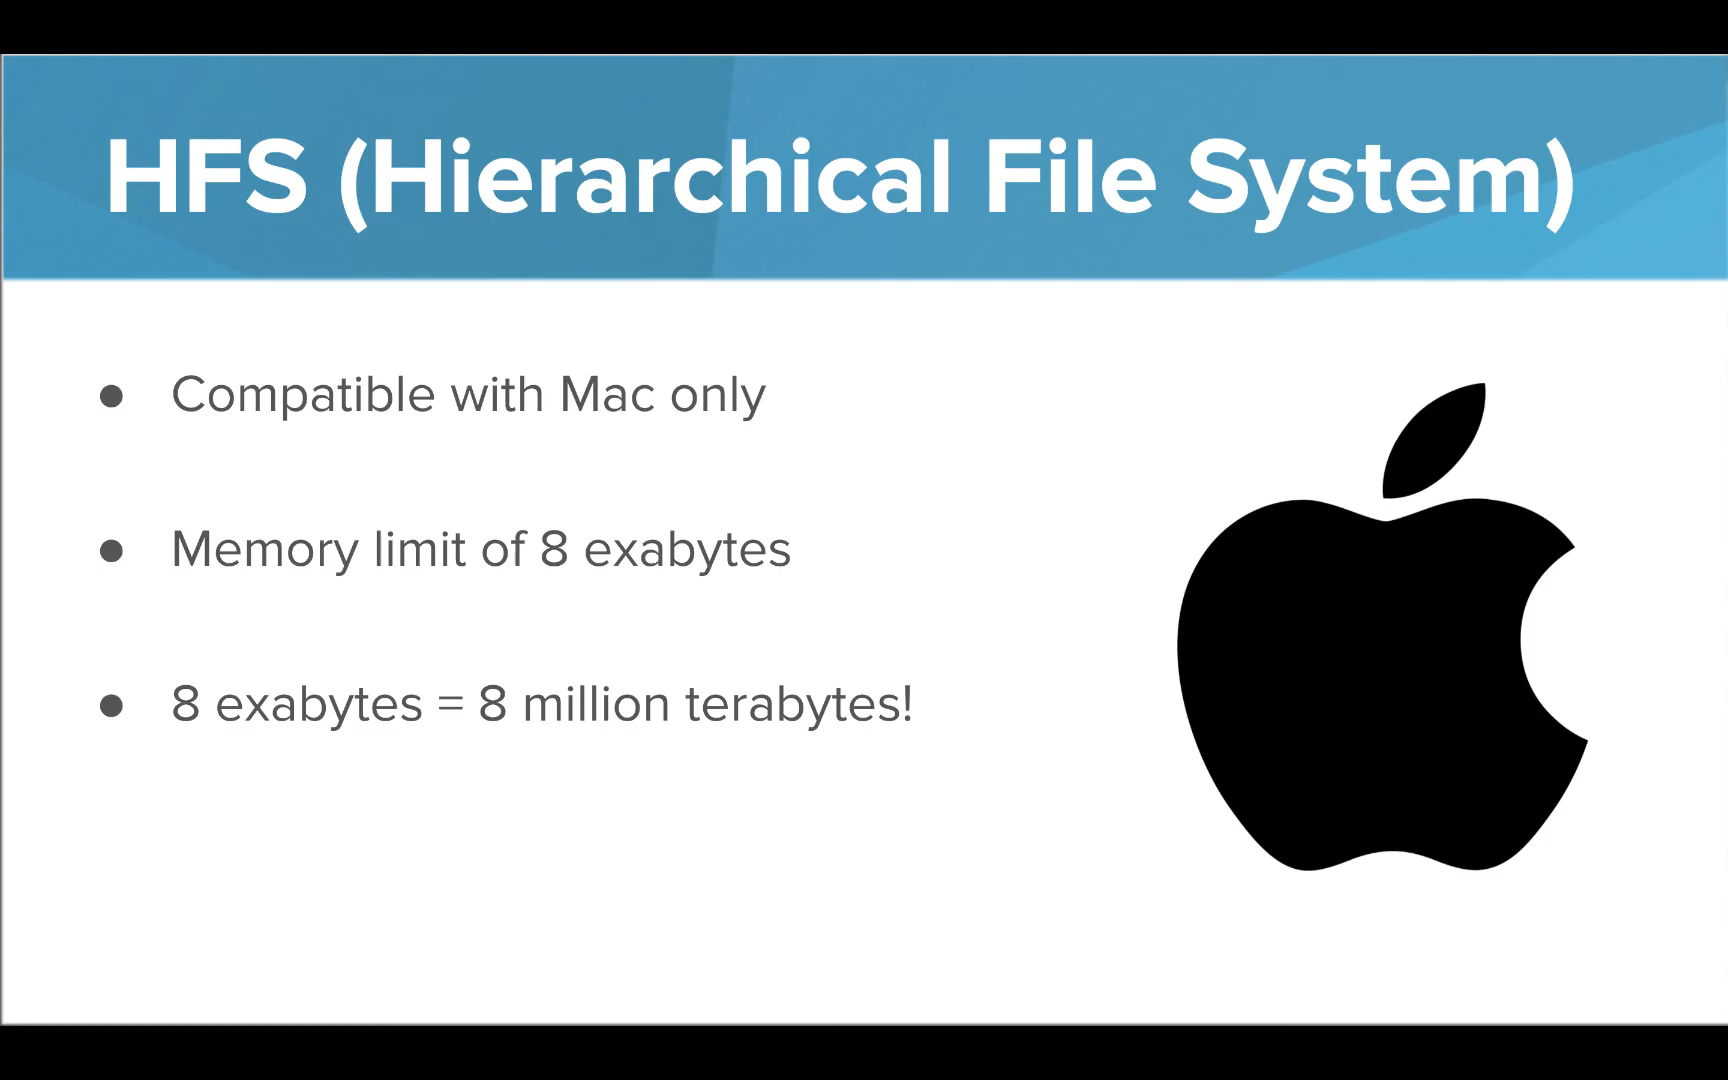 HFS (Hierarchical File System)
● Compatible with Mac only
● Memory limit of 8 exabytes
● 8 exabytes = 8 million terabytes!